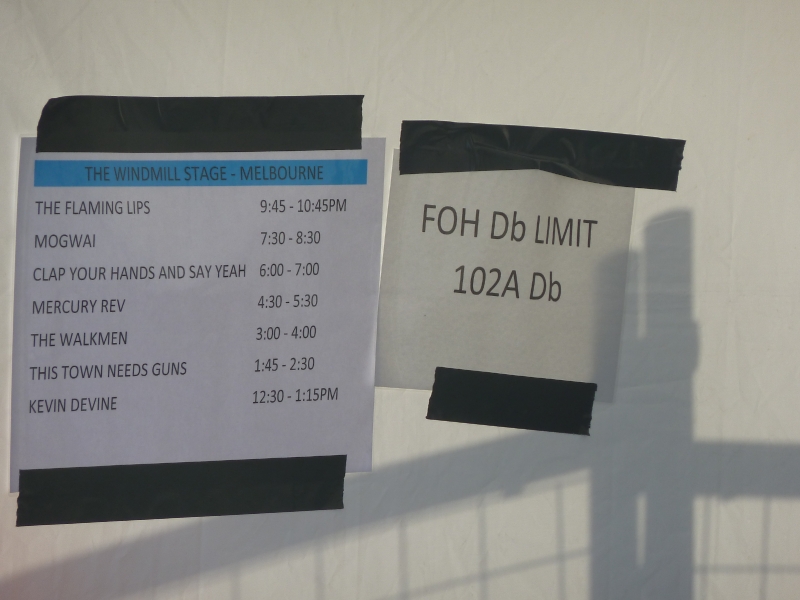 THE WINDMILL STAGE - MELBOURNE
THE FLAMING LIPS 9:45 - 10:45PM
MOGWAI 7:30 - 8:30
CLAP YOUR HANDS AND SAY YEAH 6:00 - 7:00
MERCURY REV 4:30 - 5:30
THE WALKMEN 3:00 - 4:00
THIS TOWN NEEDS GUNS 1:45 - 2:30
KEVIN DEVINE 12:30 - 1:15PM
FOH Db LIMIT
102A Db